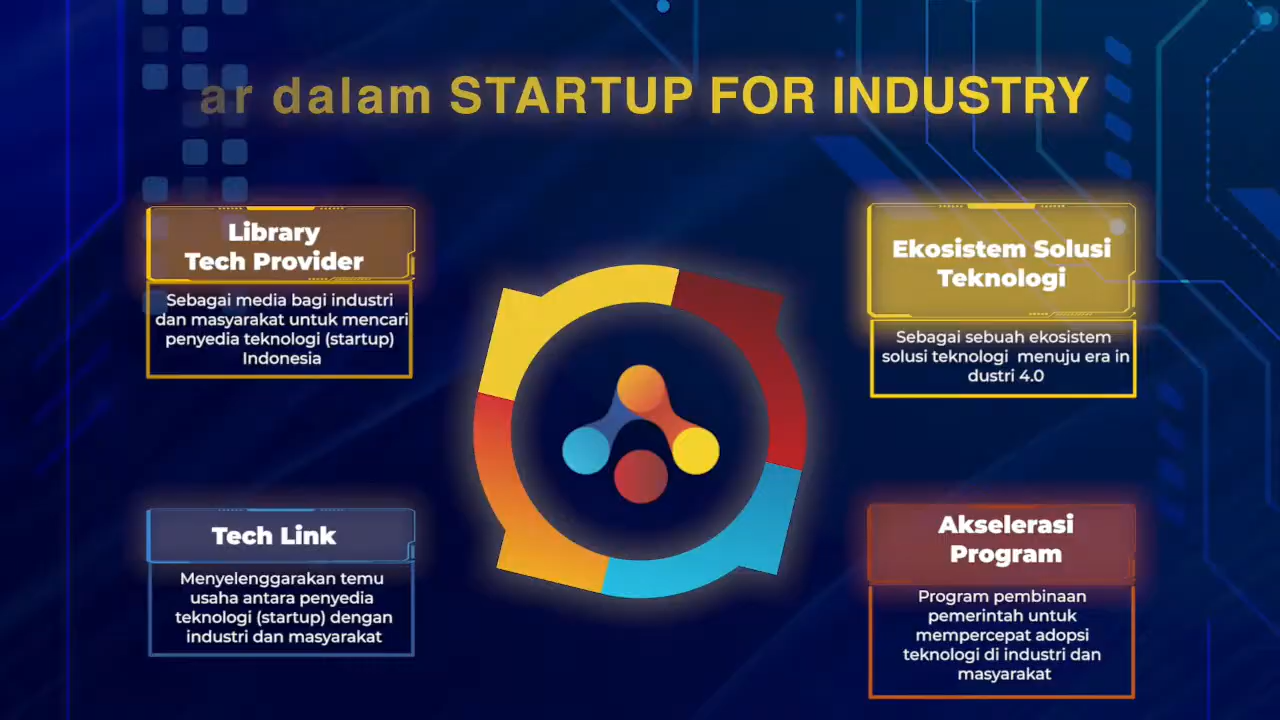 ar dalam STARTUP FOR INDUSTRY
Library
Tech Provider
Sebagai media bagi industri
dan masyarakat untuk mencari
penyedia teknologi (startup)
Indonesia
Ekosistem Solusi
Teknologi
Sebagai sebuah ekosistem
solusi teknologi menuju era in
dustri 4.0
Tech Link
Menyelenggarakan temu
usaha antara penyedia
teknologi (startup) dengan
industri dan masyarakat
Akselerasi
Program
Program pembinaan
pemerintah untuk
mempercepat adopsi
teknologi di industri dan
masyarakat